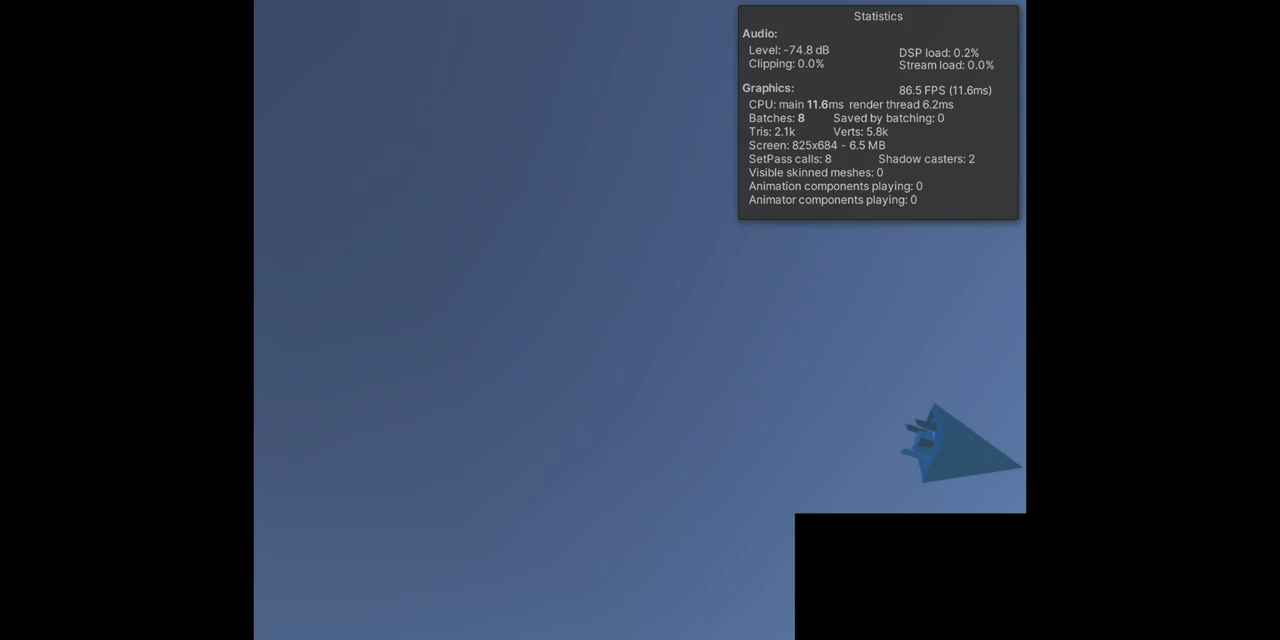 Statistics
Audio:
Level: -74.8 dB DSP load: 0.2%
Clipping: 0.0% Stream load: 0.0%
Graphics: 86.5 FPS (11.6ms)
CPU: main 11.6ms render thread 6.2ms
Batches: 8 Saved by batching: 0
Tris: 2.1k Verts: 5.8k
Screen: 825x684 - 6.5 MB
SetPass calls: 8 Shadow casters: 2
Visible skinned meshes: 0
Animation components playing: 0
Animator components playing: 0